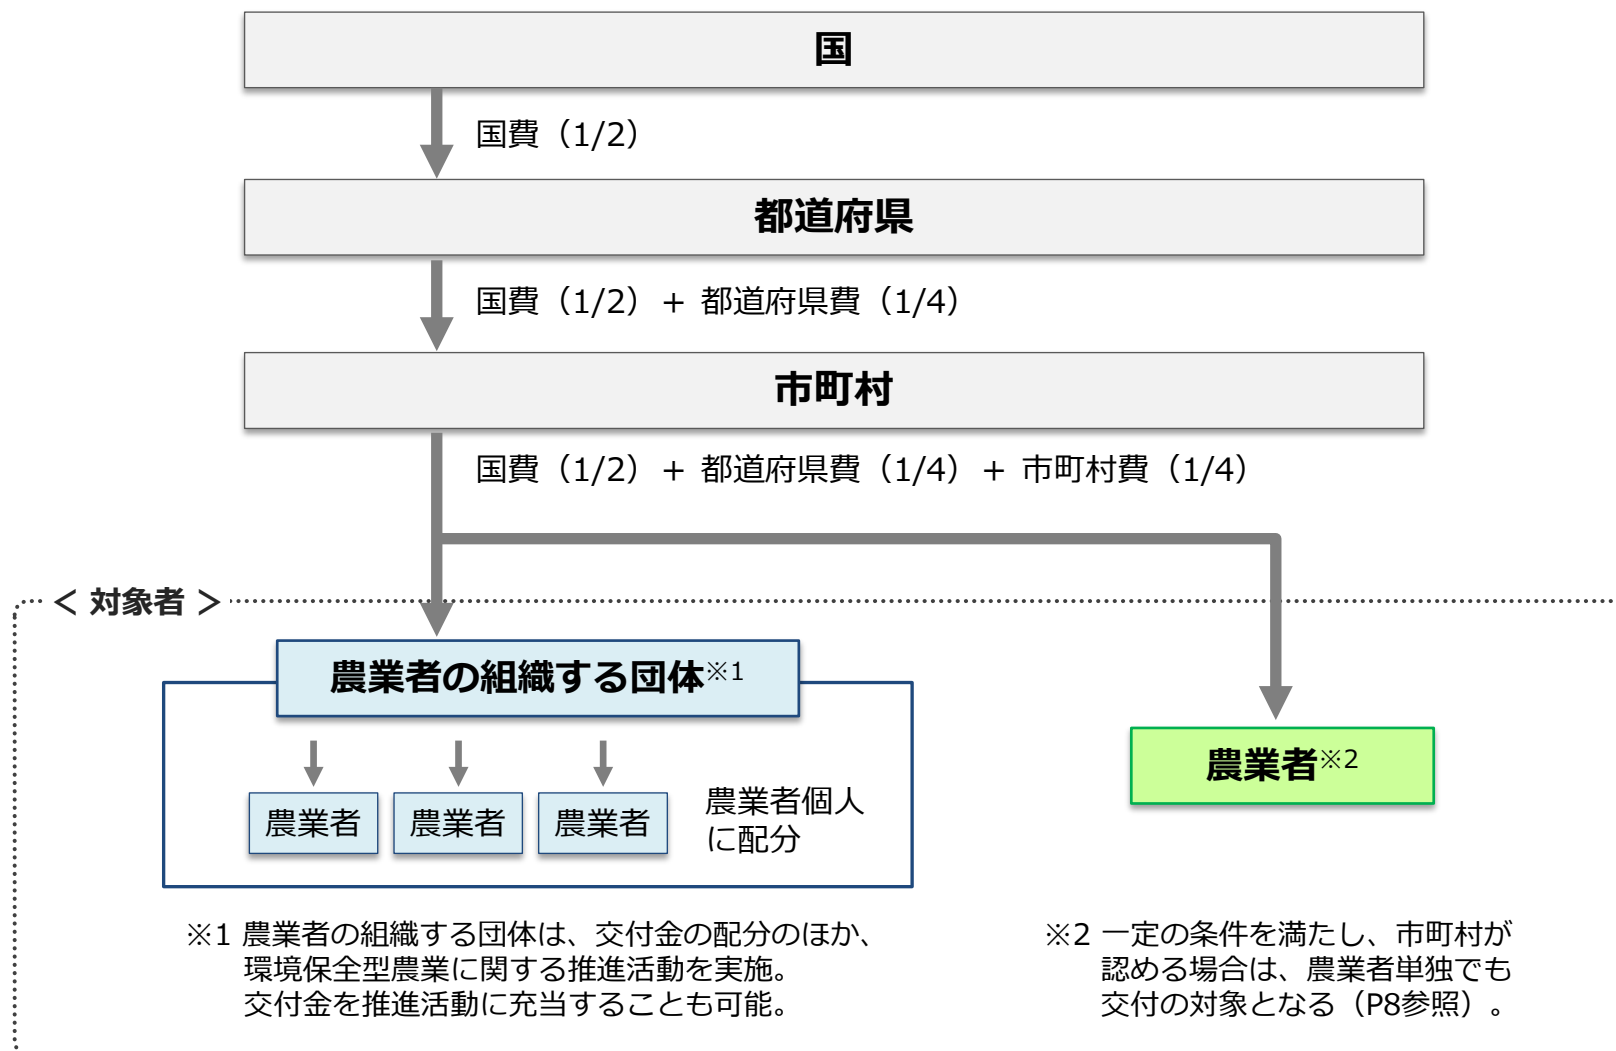 国
国費（1/2）
都道府県
国費（1/2）＋ 都道府県費（1/4）
市町村
国費（1/2）＋ 都道府県費（1/4）＋ 市町村費（1/4）
＜ 対象者 ＞
農業者の組織する団体※1
農業者
農業者
農業者
農業者個人
に配分
農業者※2
※1 農業者の組織する団体は、交付金の配分のほか、
環境保全型農業に関する推進活動を実施。
交付金を推進活動に充当することも可能。
※2 一定の条件を満たし、市町村が
認める場合は、農業者単独でも
交付の対象となる（P8参照）。